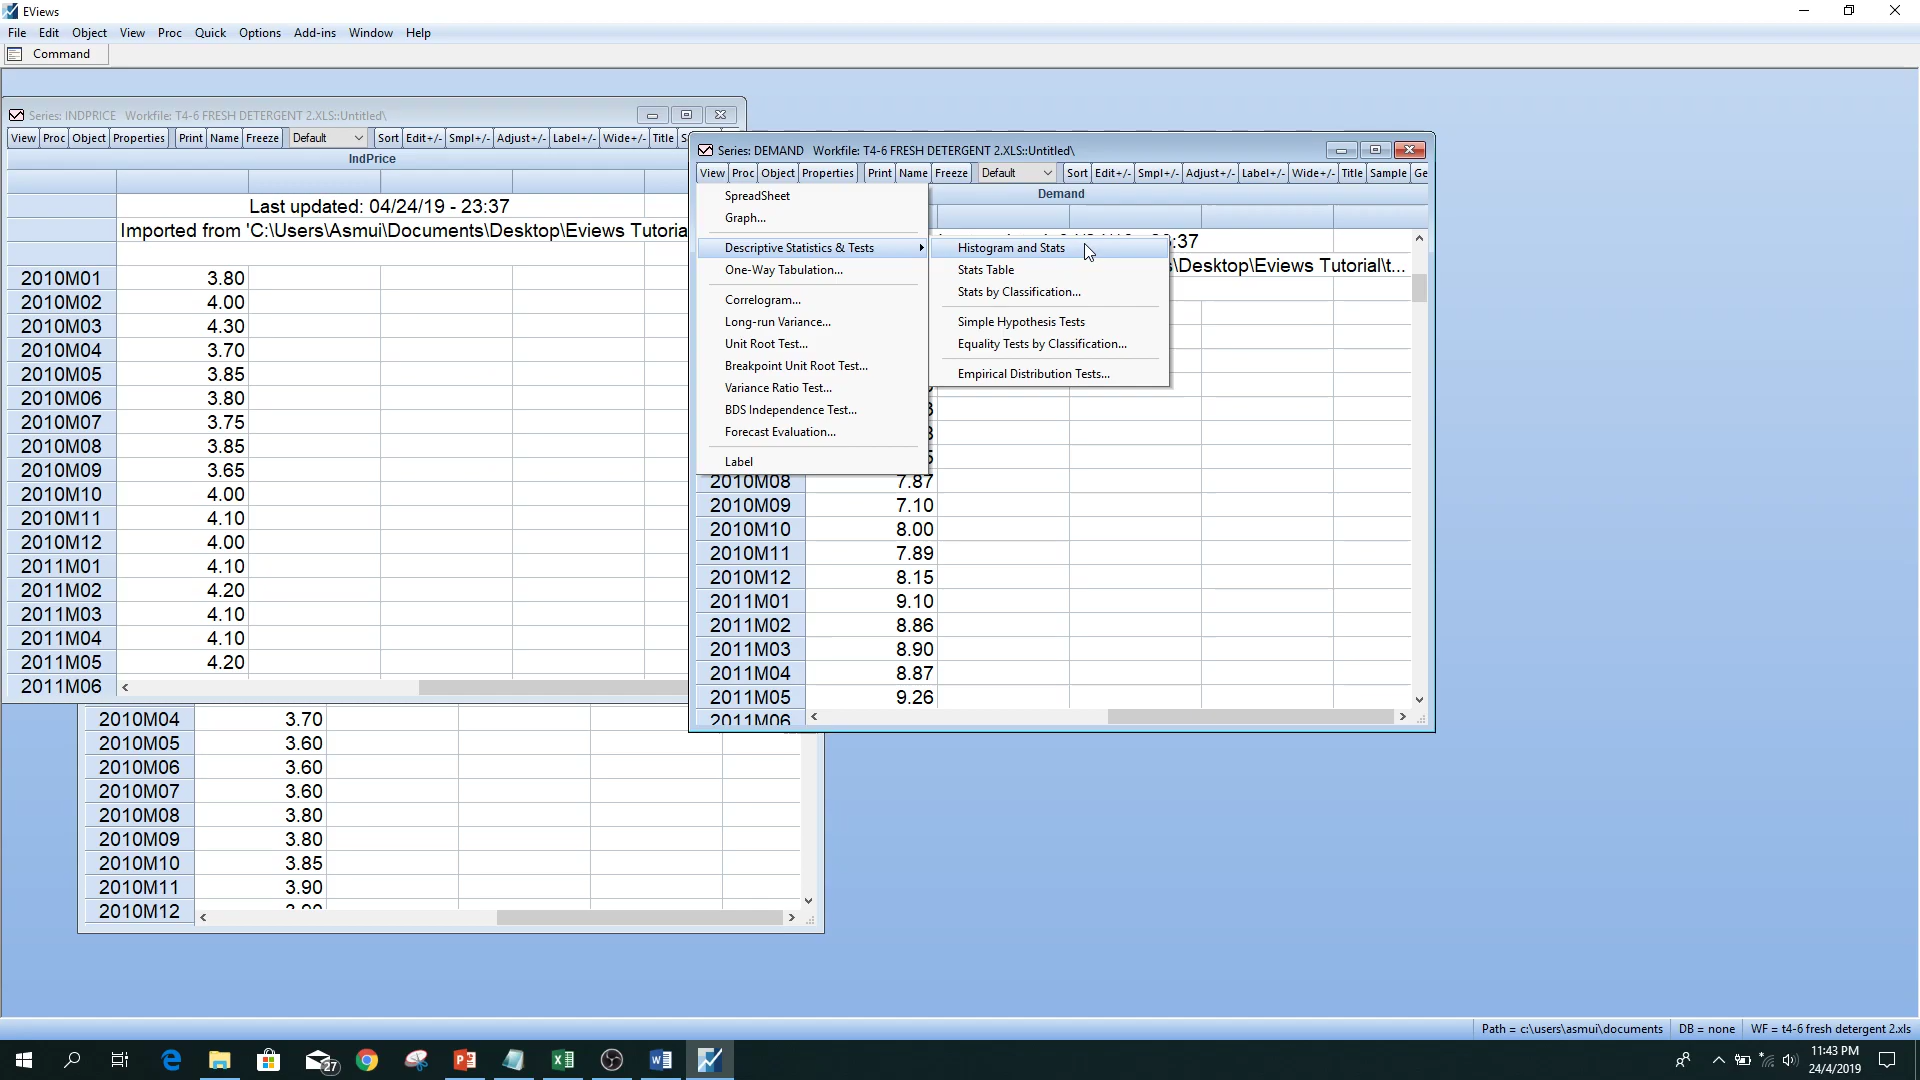 EViews
File Edit Object View Proc Quick Options Add-ins Window Help
Command
Series: INDPRICE Workfile: T4-6 FRESH DETERGENT 2.XLS::Untitled\
View Proc Object Properties Print Name Freeze Default Sort Edit+/- Smpl+/- Adjust+/- Label+/- Wide+/- Title
IndPrice
Last updated: 04/24/19 - 23:37
Imported from 'C:\Users\Asmui\Documents\Desktop\Eviews Tutoria
2010M01 3.80
2010M02 4.00
2010M03 4.30
2010M04 3.70
2010M05 3.85
2010M06 3.80
2010M07 3.75
2010M08 3.85
2010M09 3.65
2010M10 4.00
2010M11 4.10
2010M12 4.00
2011M01 4.10
2011M02 4.20
2011M03 4.10
2011M04 4.10
2011M05 4.20
2011M06
2010M04 3.70
2010M05 3.60
2010M06 3.60
2010M07 3.60
2010M08 3.80
2010M09 3.80
2010M10 3.85
2010M11 3.90
2010M12
Series: DEMAND Workfile: T4-6 FRESH DETERGENT 2.XLS::Untitled\
View Proc Object Properties Print Name Freeze Default Sort Edit+/- Smpl+/- Adjust+/- Label+/- Wide+/- Title Sample Ge
Demand
:37
\Desktop\Eviews Tutorial\t...
SpreadSheet
Graph...
Descriptive Statistics & Tests
One-Way Tabulation...
Correlogram...
Long-run Variance...
Unit Root Test...
Breakpoint Unit Root Test...
Variance Ratio Test...
BDS Independence Test...
Forecast Evaluation...
Label
Histogram and Stats
Stats Table
Stats by Classification...
Simple Hypothesis Tests
Equality Tests by Classification...
Empirical Distribution Tests...
2010M08 7.87
2010M09 7.10
2010M10 8.00
2010M11 7.89
2010M12 8.15
2011M01 9.10
2011M02 8.86
2011M03 8.90
2011M04 8.87
2011M05 9.26
2011M06
Path = c:\users\asmui\documents DB = none WF = t4-6 fresh detergent 2.xls
27
11:43 PM
24/4/2019